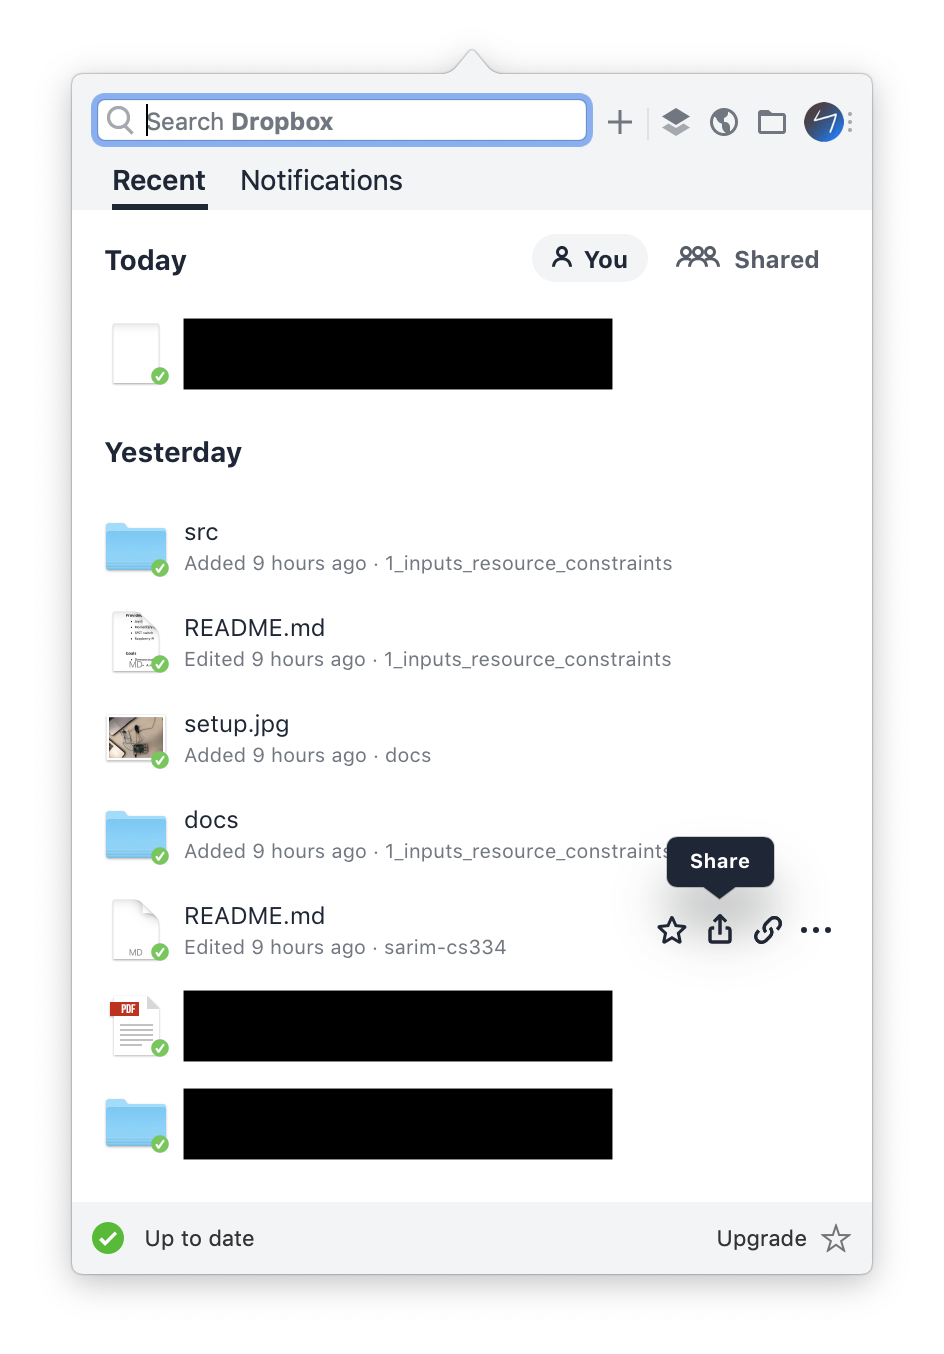 Search Dropbox
Recent Notifications
Today You Shared
Yesterday
src
Added 9 hours ago · 1_inputs_resource_constraints
README.md
Edited 9 hours ago · 1_inputs_resource_constraints
MD
setup.jpg
Added 9 hours ago · docs
docs
Added 9 hours ago · 1_inputs_resource_constraints
Share
README.md
Edited 9 hours ago · sarim-cs334
MD
PDF
Up to date Upgrade